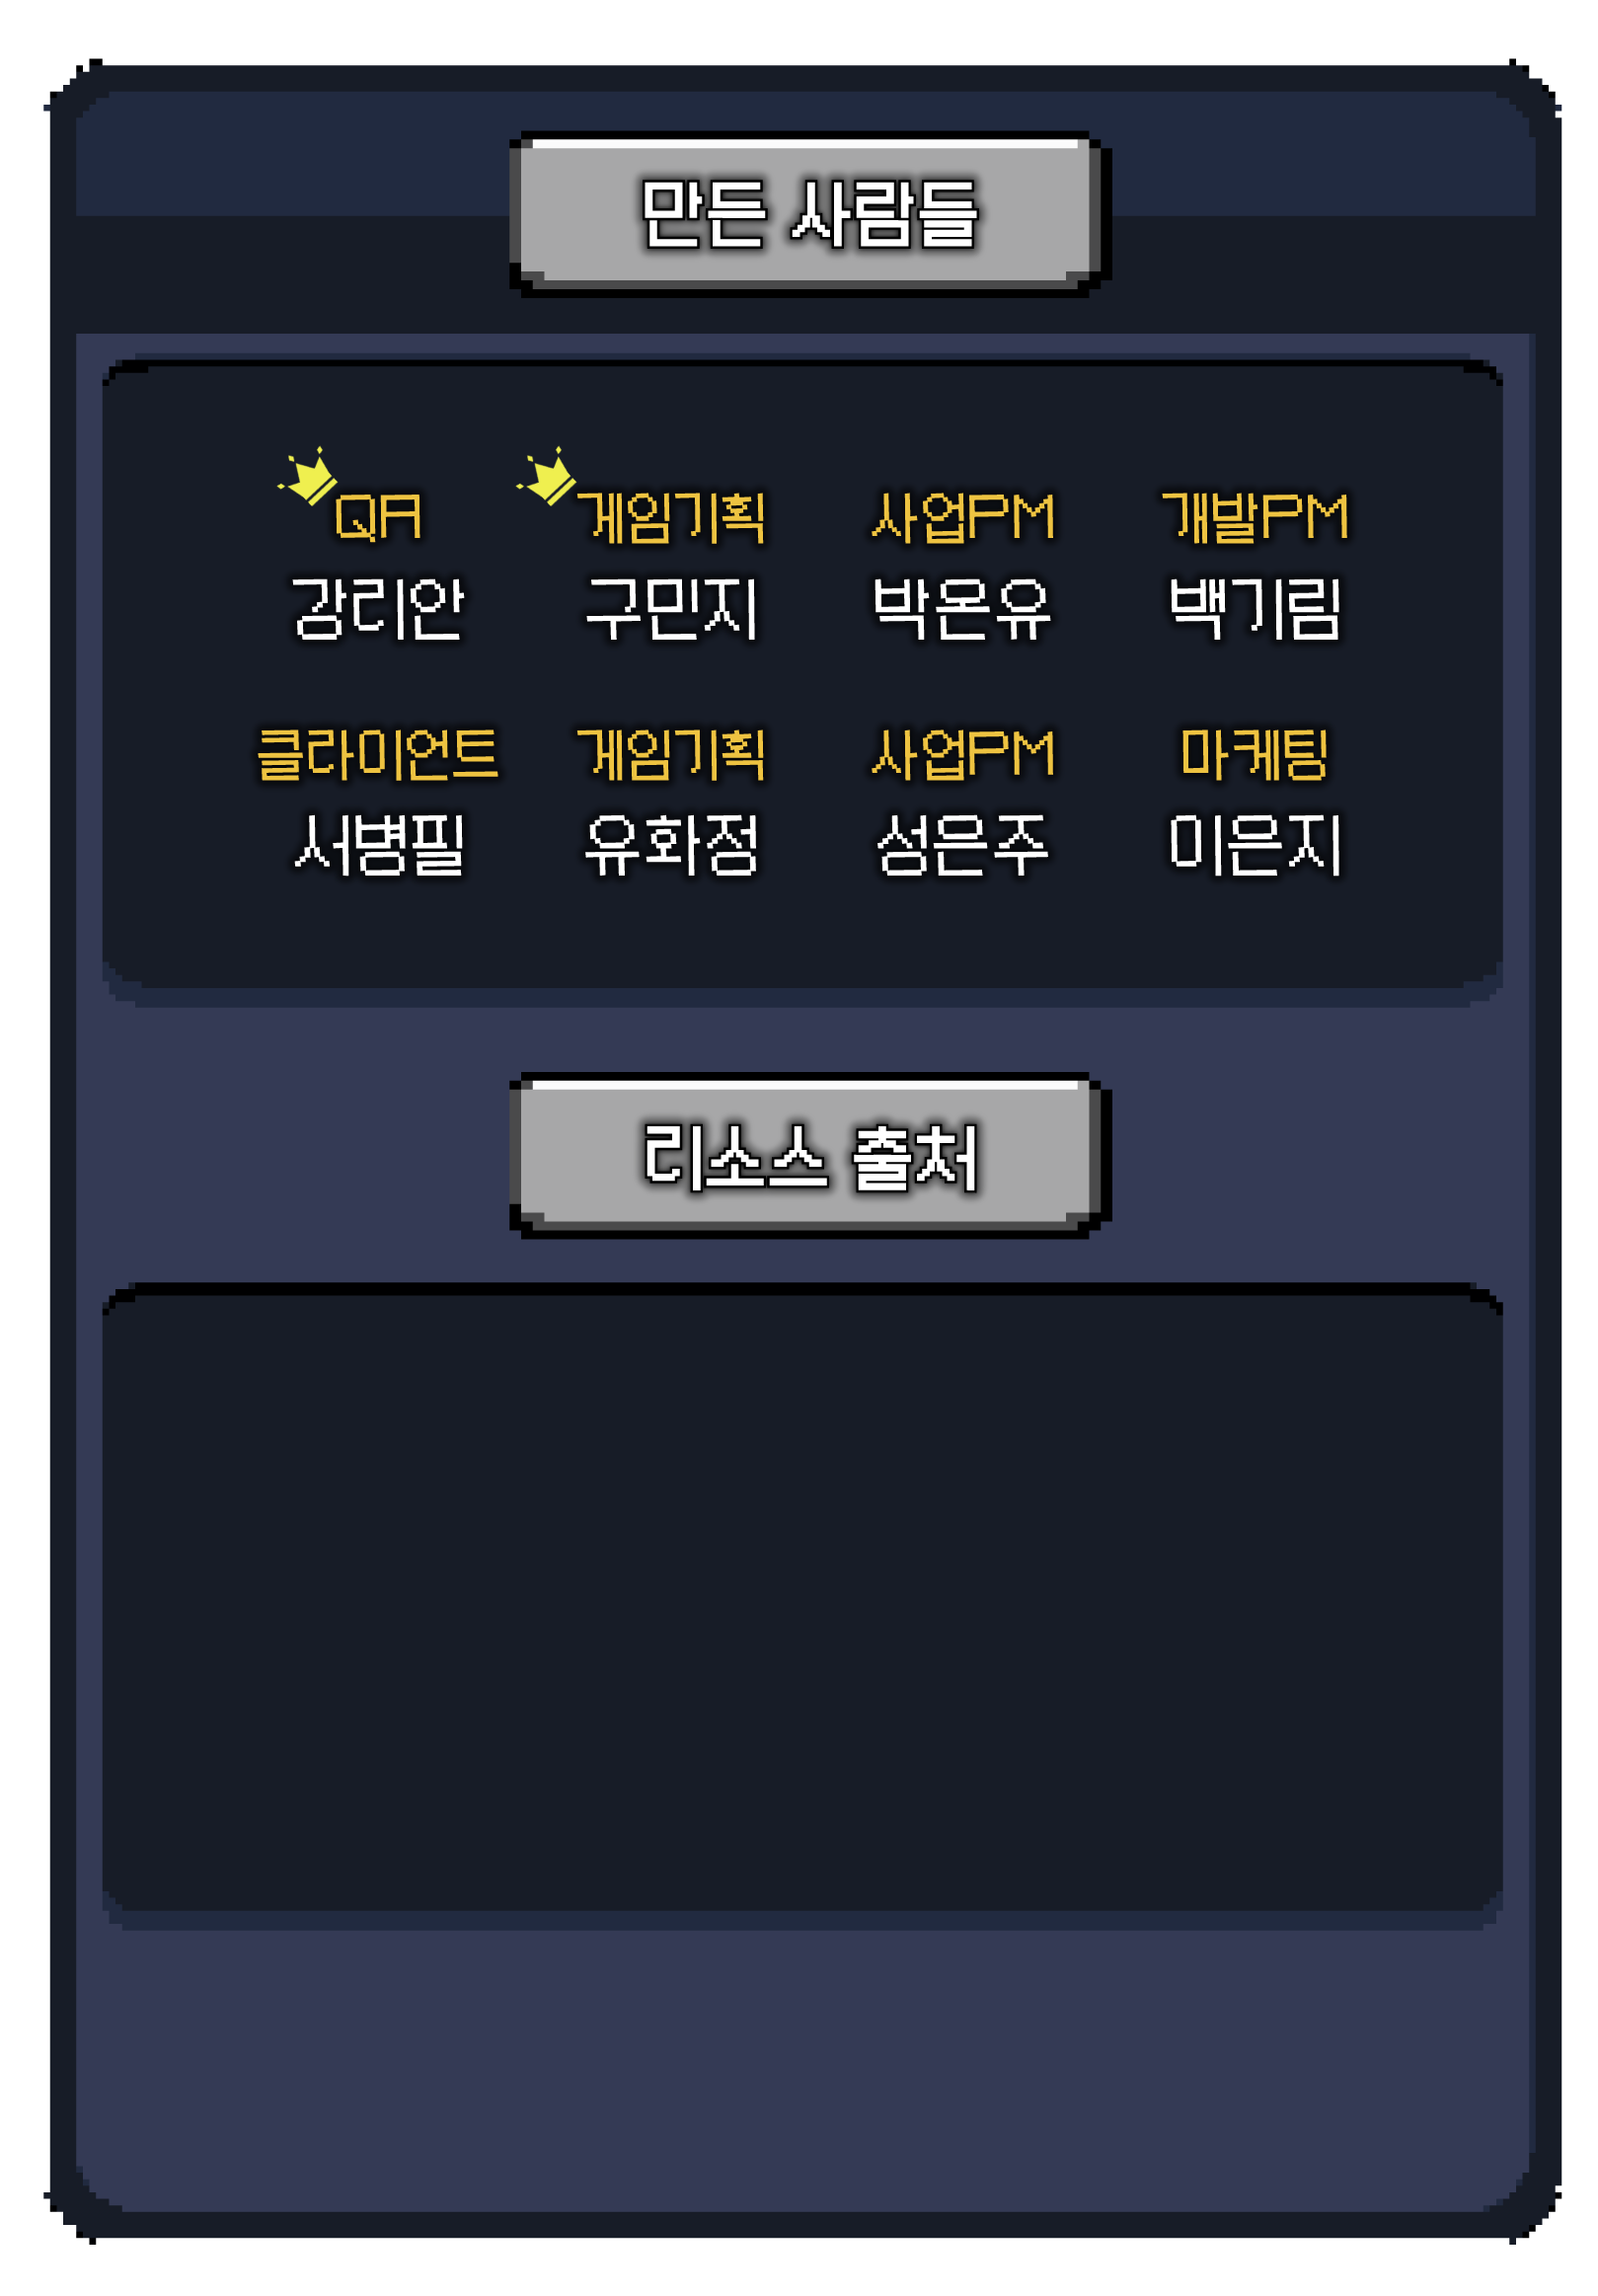 만든 사람들
QA 게임기획 사업PM 개발PM
강리안 구민지 박온유 백기림
클라이언트 게임기획 사업PM 마케팅
서병필 유화정 성은주 이은지
리소스 출처